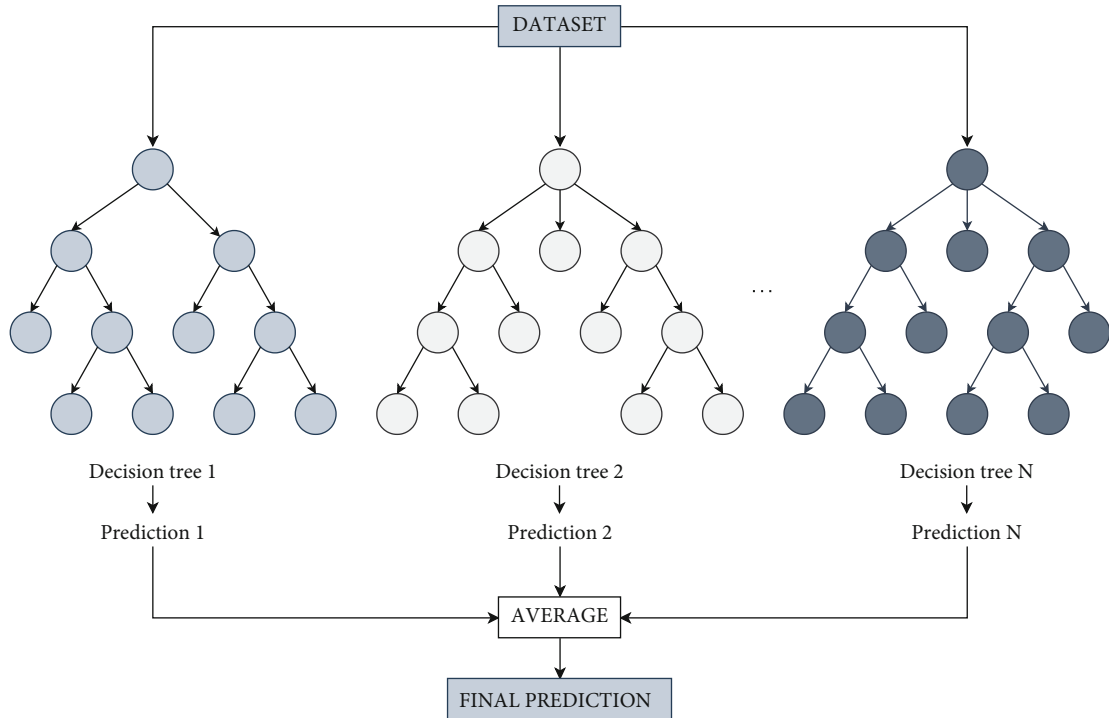 DATASET
...
Decision tree 1
Decision tree 2
Decision tree N
Prediction 1
Prediction 2
Prediction N
AVERAGE
FINAL PREDICTION